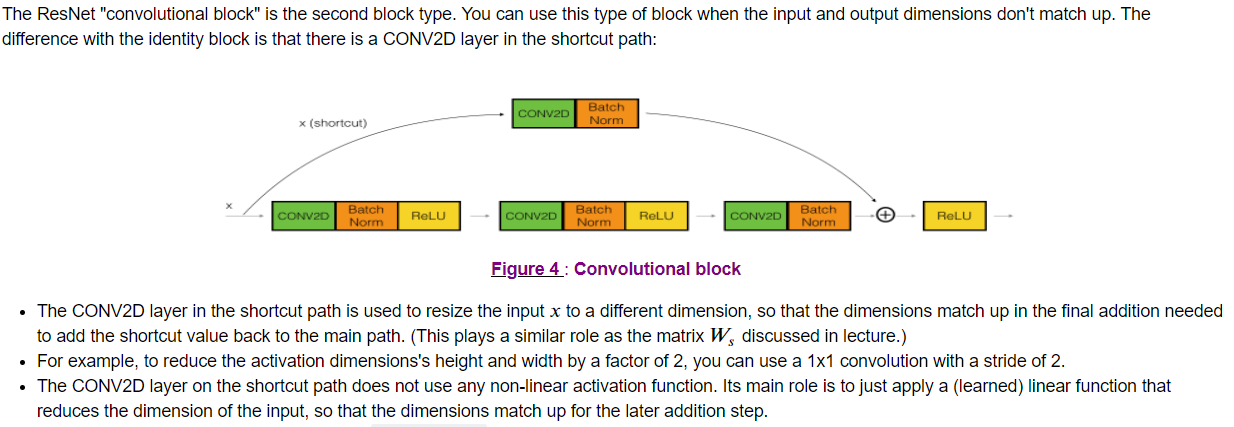 The ResNet "convolutional block" is the second block type. You can use this type of block when the input and output dimensions don't match up. The
difference with the identity block is that there is a CONV2D layer in the shortcut path:
x (shortcut)
CONV2D
Batch
Norm
x
CONV2D
Batch
Norm
ReLU
CONV2D
Batch
Norm
ReLU
CONV2D
Batch
Norm
+
ReLU
Figure 4 : Convolutional block
• The CONV2D layer in the shortcut path is used to resize the input x to a different dimension, so that the dimensions match up in the final addition needed
to add the shortcut value back to the main path. (This plays a similar role as the matrix Wₛ discussed in lecture.)
• For example, to reduce the activation dimensions's height and width by a factor of 2, you can use a 1x1 convolution with a stride of 2.
• The CONV2D layer on the shortcut path does not use any non-linear activation function. Its main role is to just apply a (learned) linear function that
reduces the dimension of the input, so that the dimensions match up for the later addition step.